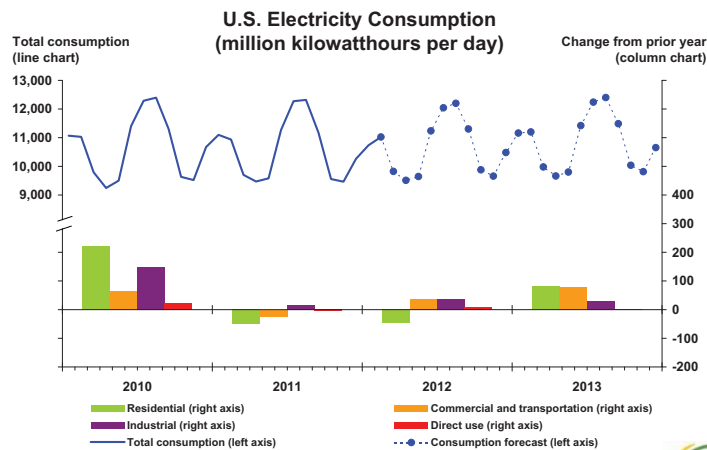 U.S. Electricity Consumption
(million kilowatthours per day)
Total consumption
(line chart)
Change from prior year
(column chart)
13,000
12,000
11,000
10,000
9,000
400
300
200
100
0
-100
-200
2010 2011 2012 2013
Residential (right axis)
Commercial and transportation (right axis)
Industrial (right axis)
Direct use (right axis)
Total consumption (left axis)
Consumption forecast (left axis)